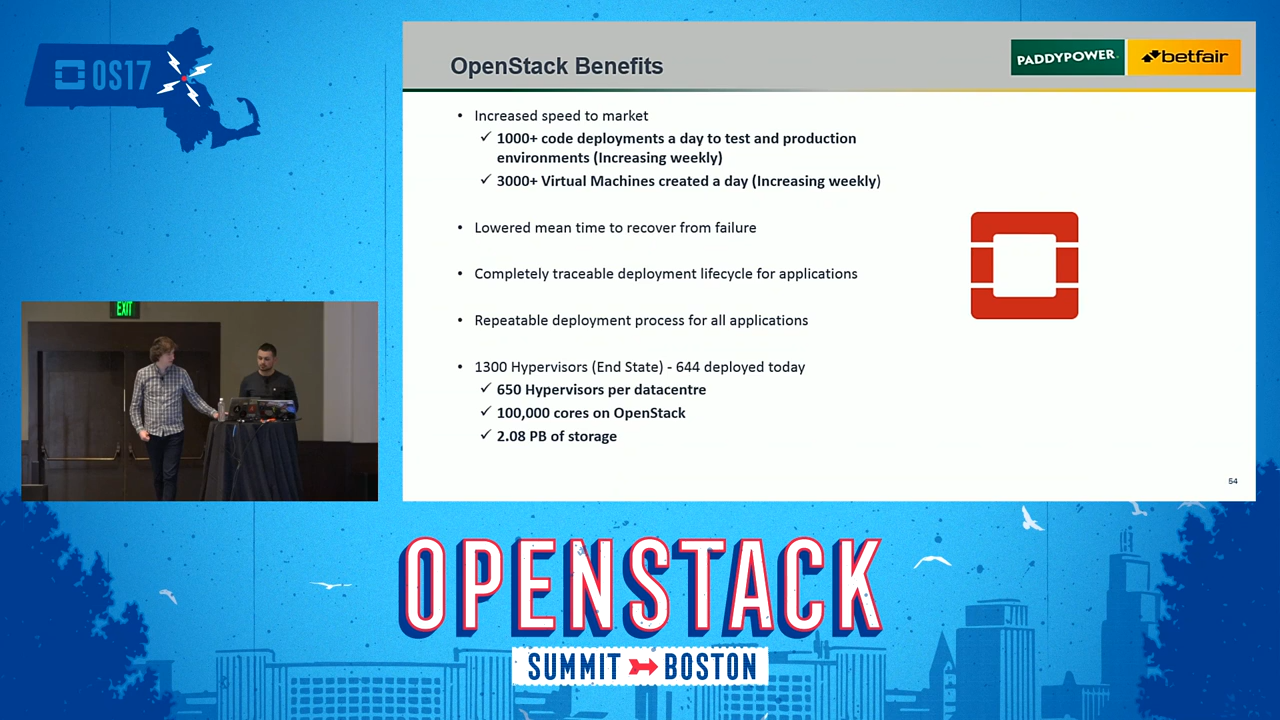 OS17
OpenStack Benefits
PADDYPOWER.
betfair
• Increased speed to market
✓ 1000+ code deployments a day to test and production
environments (Increasing weekly)
✓ 3000+ Virtual Machines created a day (Increasing weekly)
• Lowered mean time to recover from failure
• Completely traceable deployment lifecycle for applications
• Repeatable deployment process for all applications
• 1300 Hypervisors (End State) - 644 deployed today
✓ 650 Hypervisors per datacentre
✓ 100,000 cores on OpenStack
✓ 2.08 PB of storage
54
EXIT
OPENSTACK
SUMMIT BOSTON